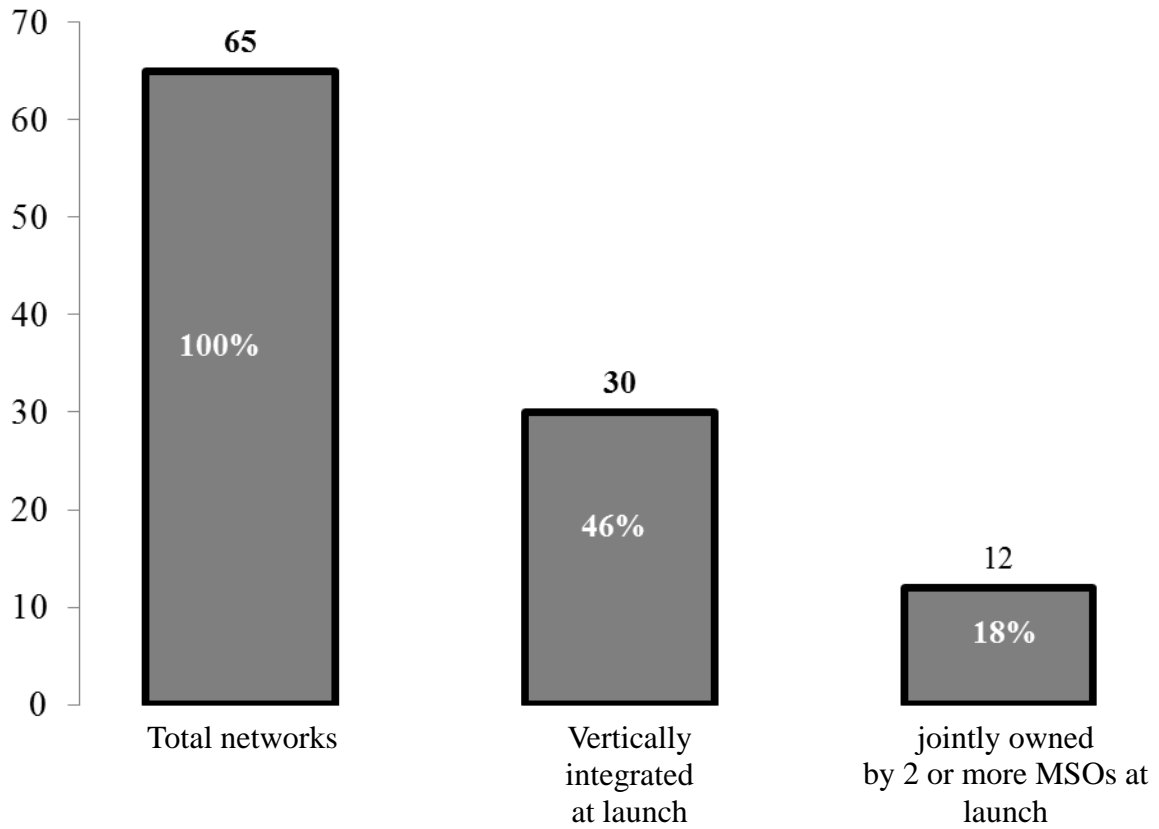 70
60
50
40
30
20
10
0
65
100%
30
46%
12
18%
Total networks
Vertically
integrated
at launch
jointly owned
by 2 or more MSOs at
launch